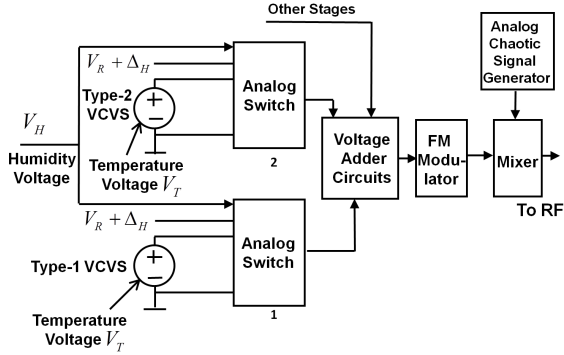 Other Stages
Analog
Chaotic
Signal
Generator
V_R + Δ_H
Type-2
VCVS
Analog
Switch
V_H
Humidity
Voltage
Temperature
Voltage V_T
2
Voltage
Adder
Circuits
FM
Modu-
lator
Mixer
To RF
V_R + Δ_H
Type-1 VCVS
Analog
Switch
1
Temperature
Voltage V_T